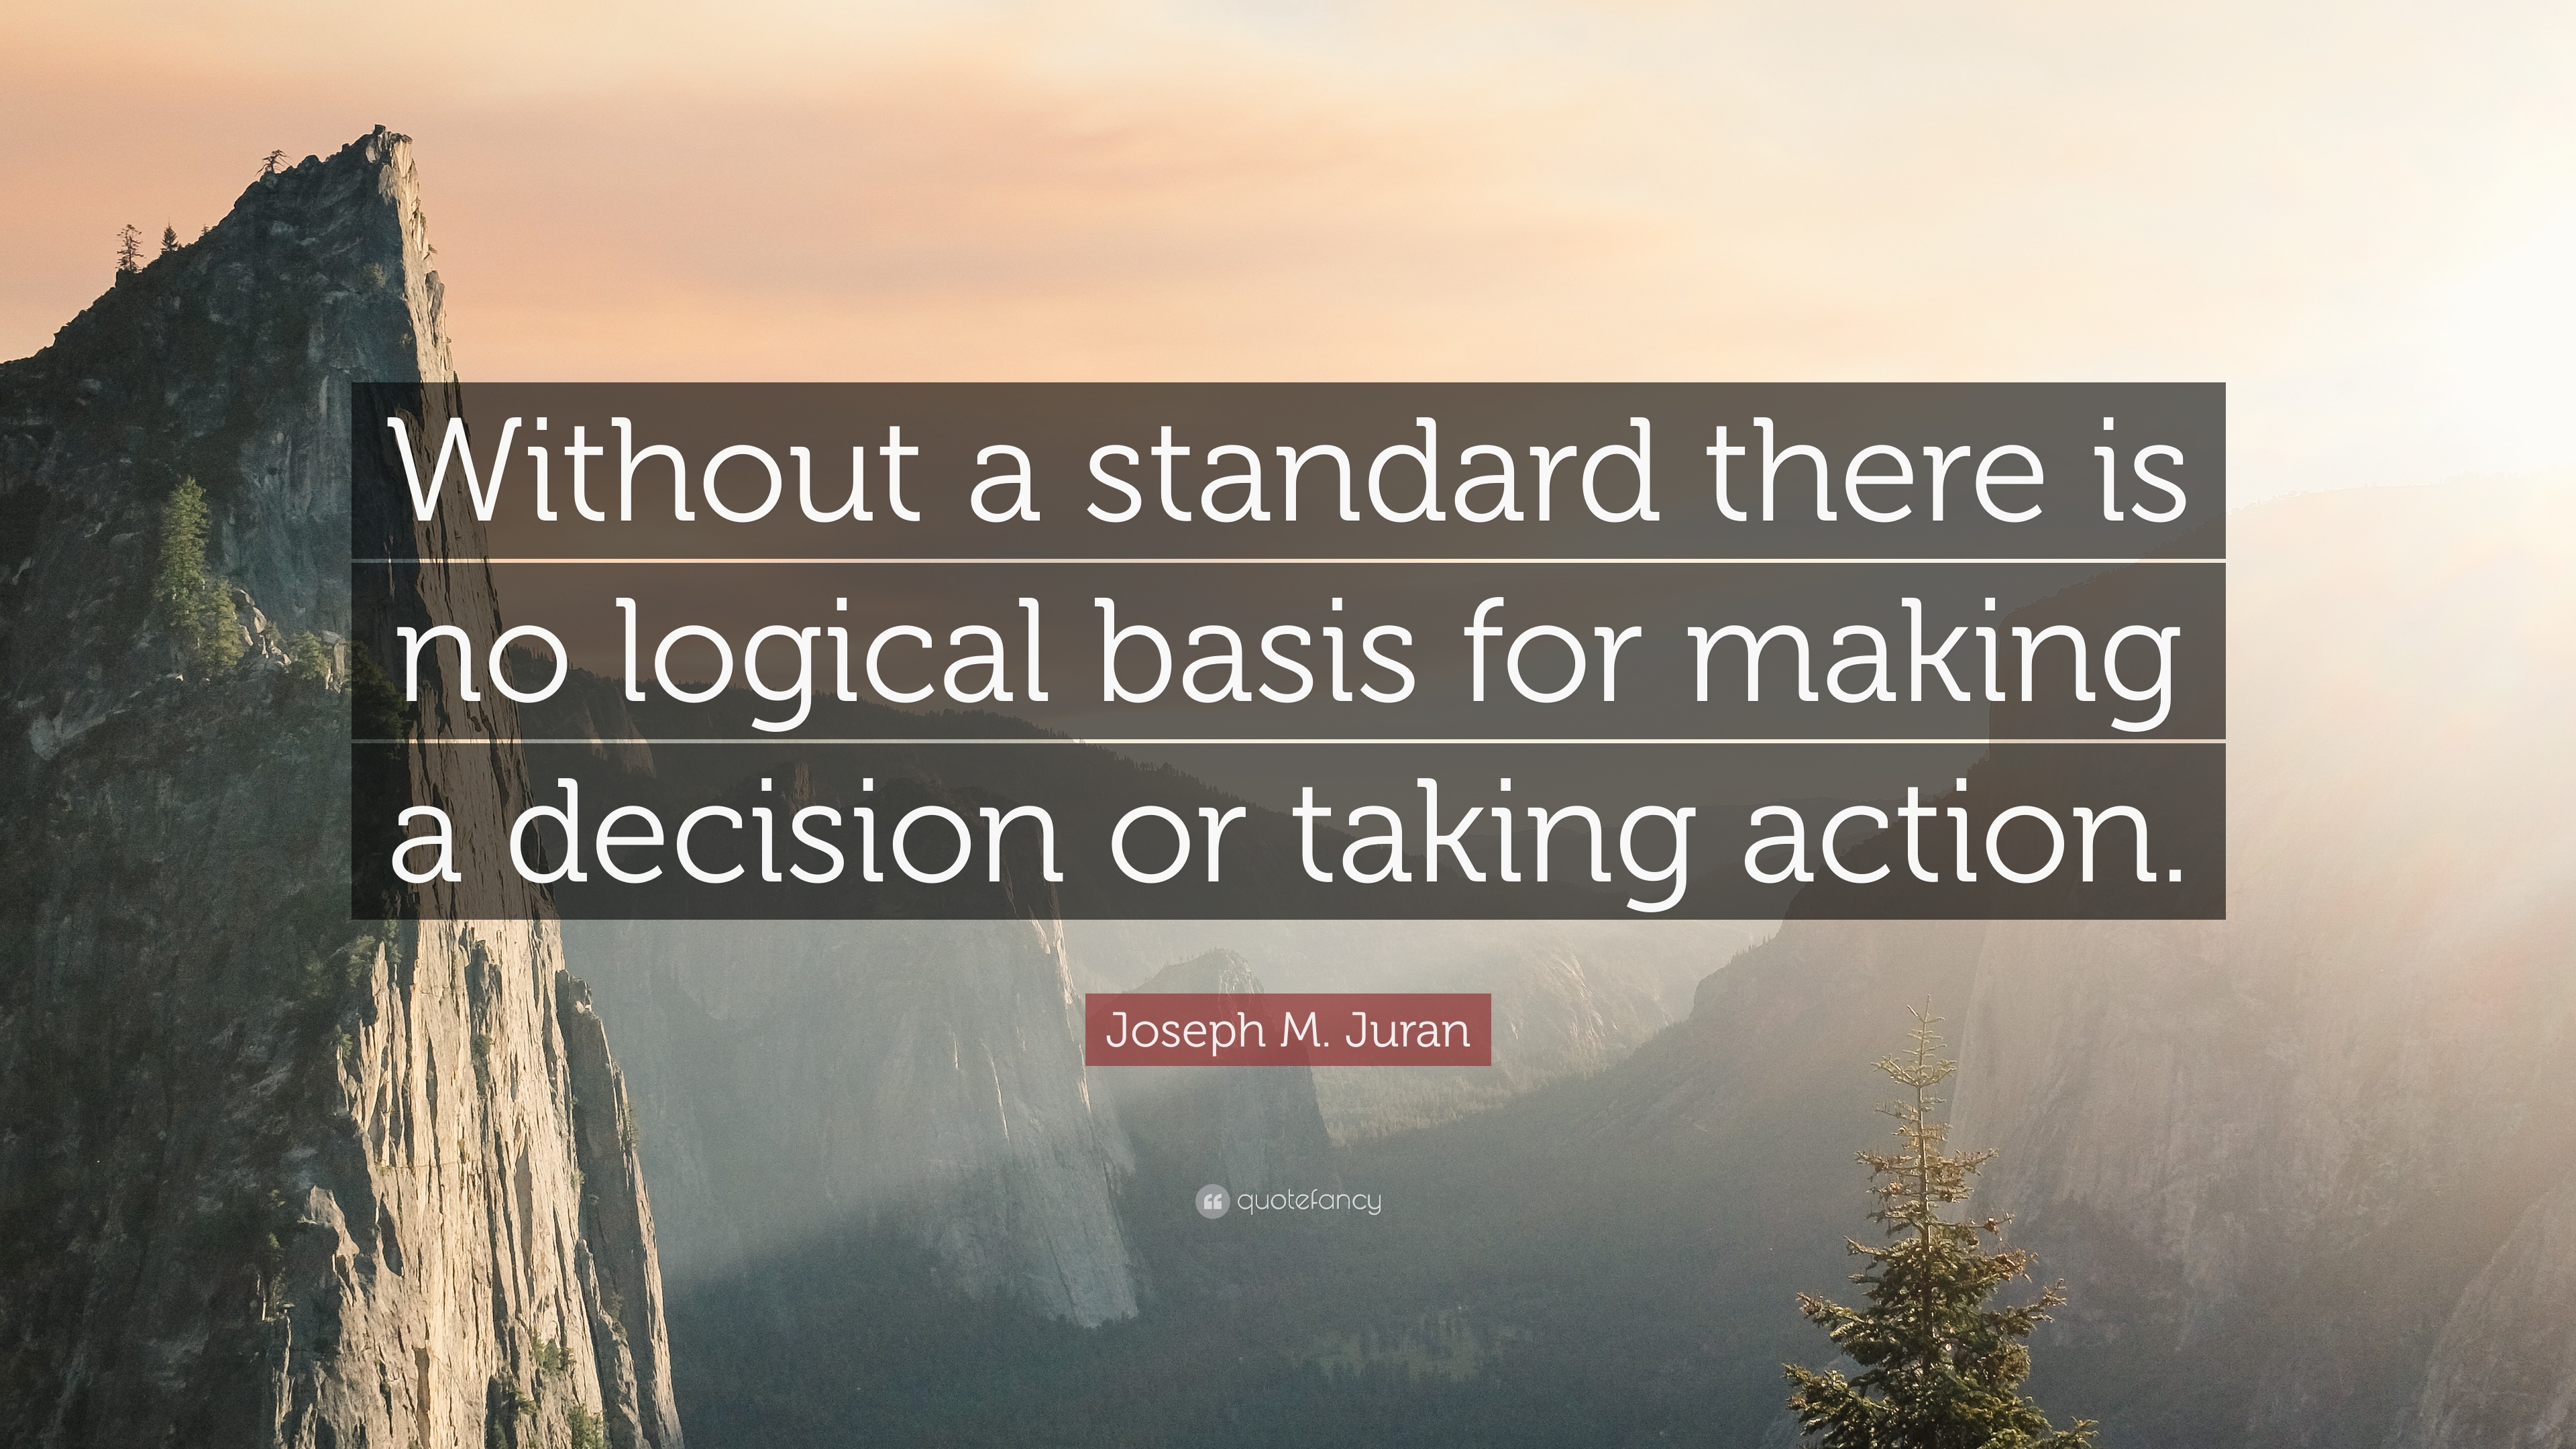 Without a standard there is
no logical basis for making
a decision or taking action.
Joseph M. Juran
quotefancy